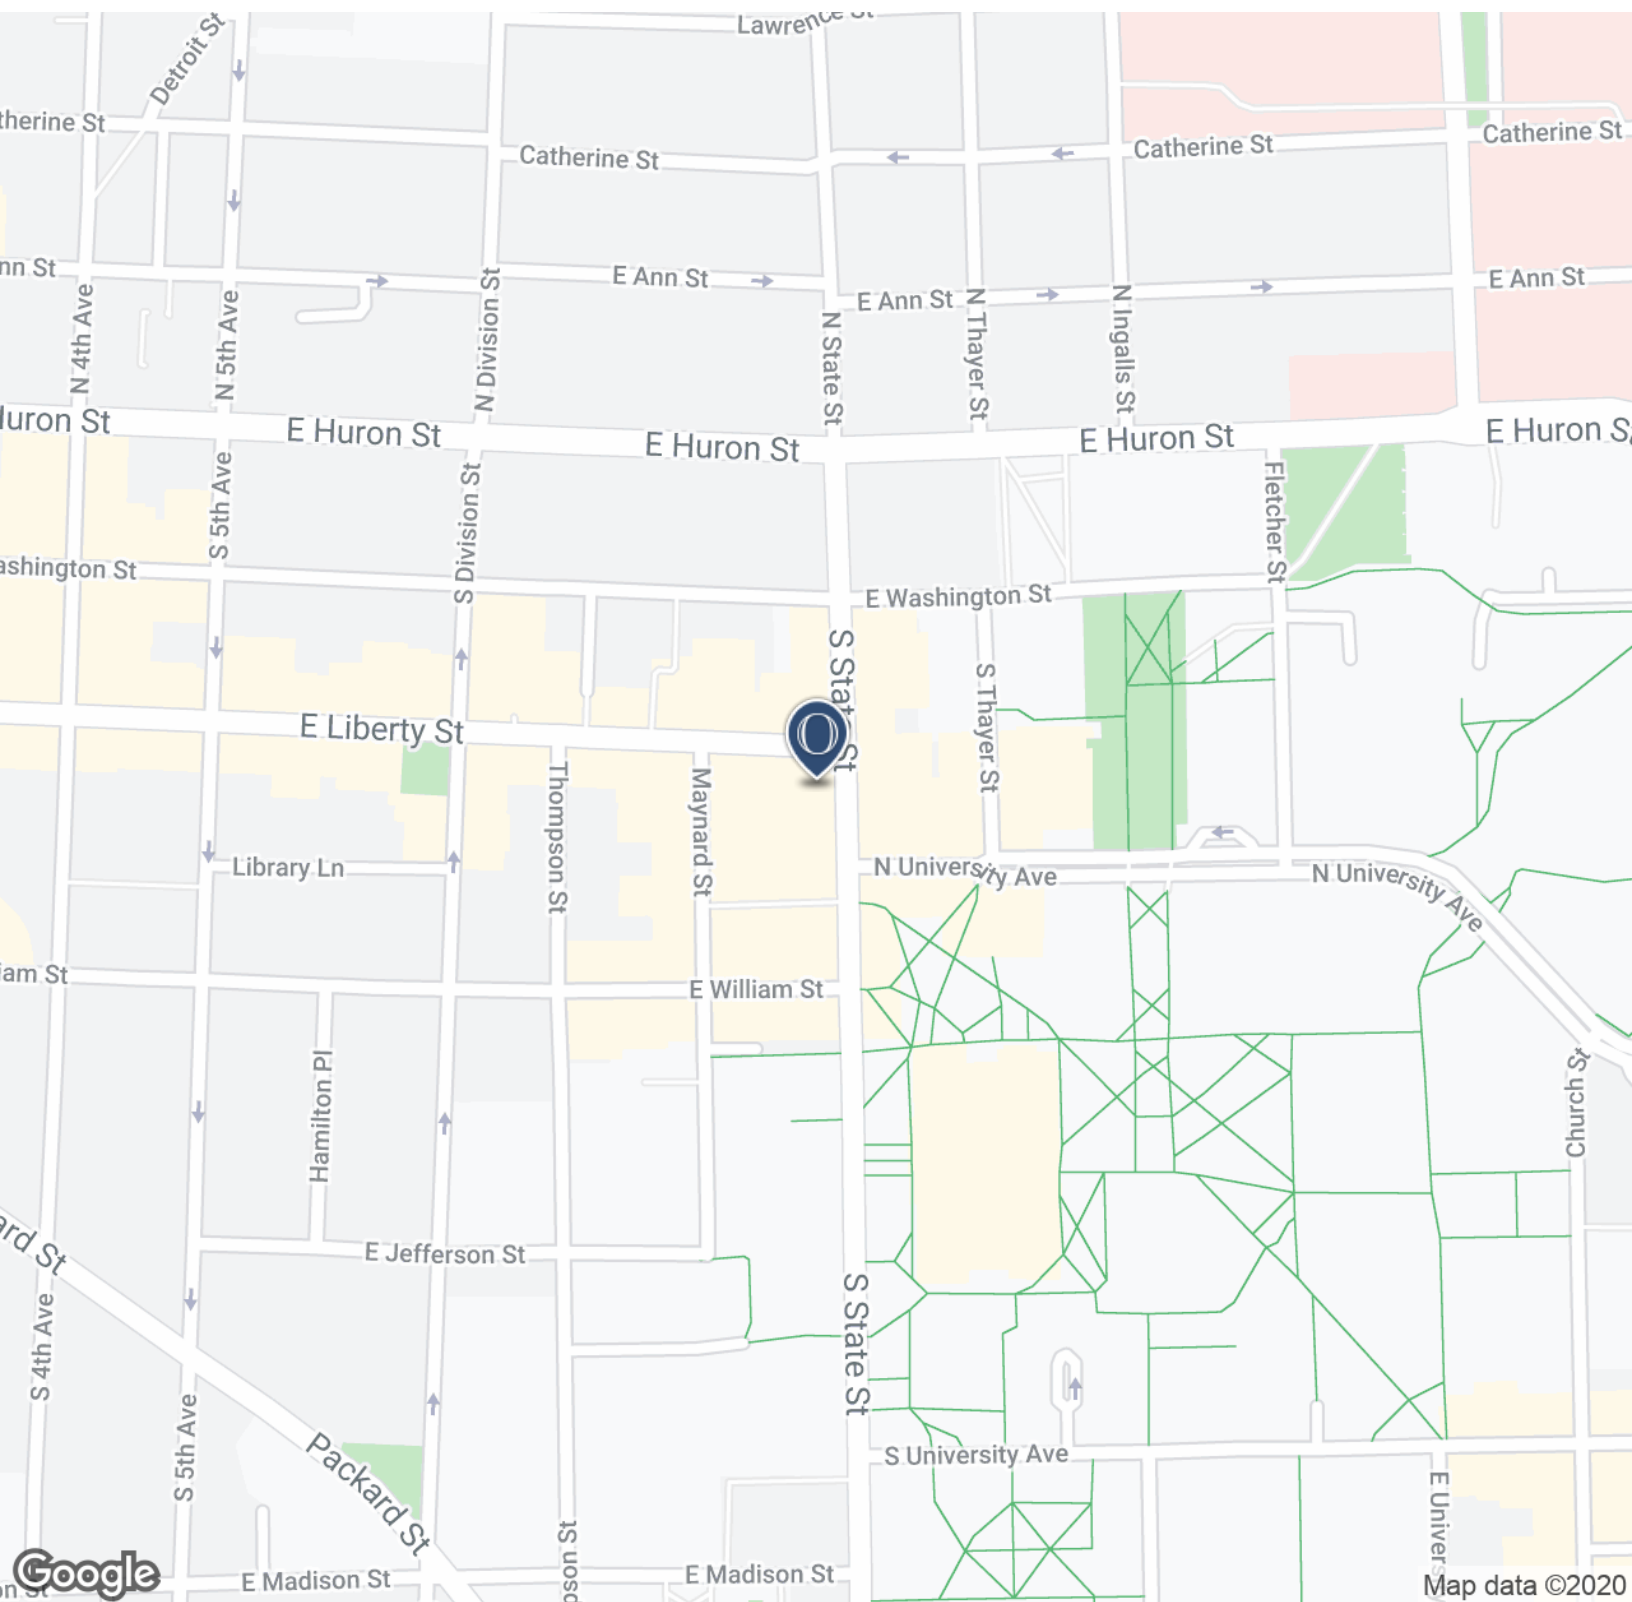 Lawrence St
Detroit St
therine St
Catherine St
Catherine St
Catherine St
nn St
E Ann St
E Ann St
E Ann St
N 4th Ave
N 5th Ave
N Division St
N State St
N Thayer St
N Ingalls St
Huron St
E Huron St
E Huron St
E Huron St
E Huron S
S 5th Ave
S Division St
Fletcher St
ashington St
E Washington St
S State St
S Thayer St
E Liberty St
O
Thompson St
Maynard St
Library Ln
N University Ave
N University Ave
iam St
E William St
Hamilton Pl
Church St
ard St
E Jefferson St
S 4th Ave
S State St
S 5th Ave
Packard St
S University Ave
E Univers
son St
Google
on St
E Madison St
E Madison St
Map data ©2020